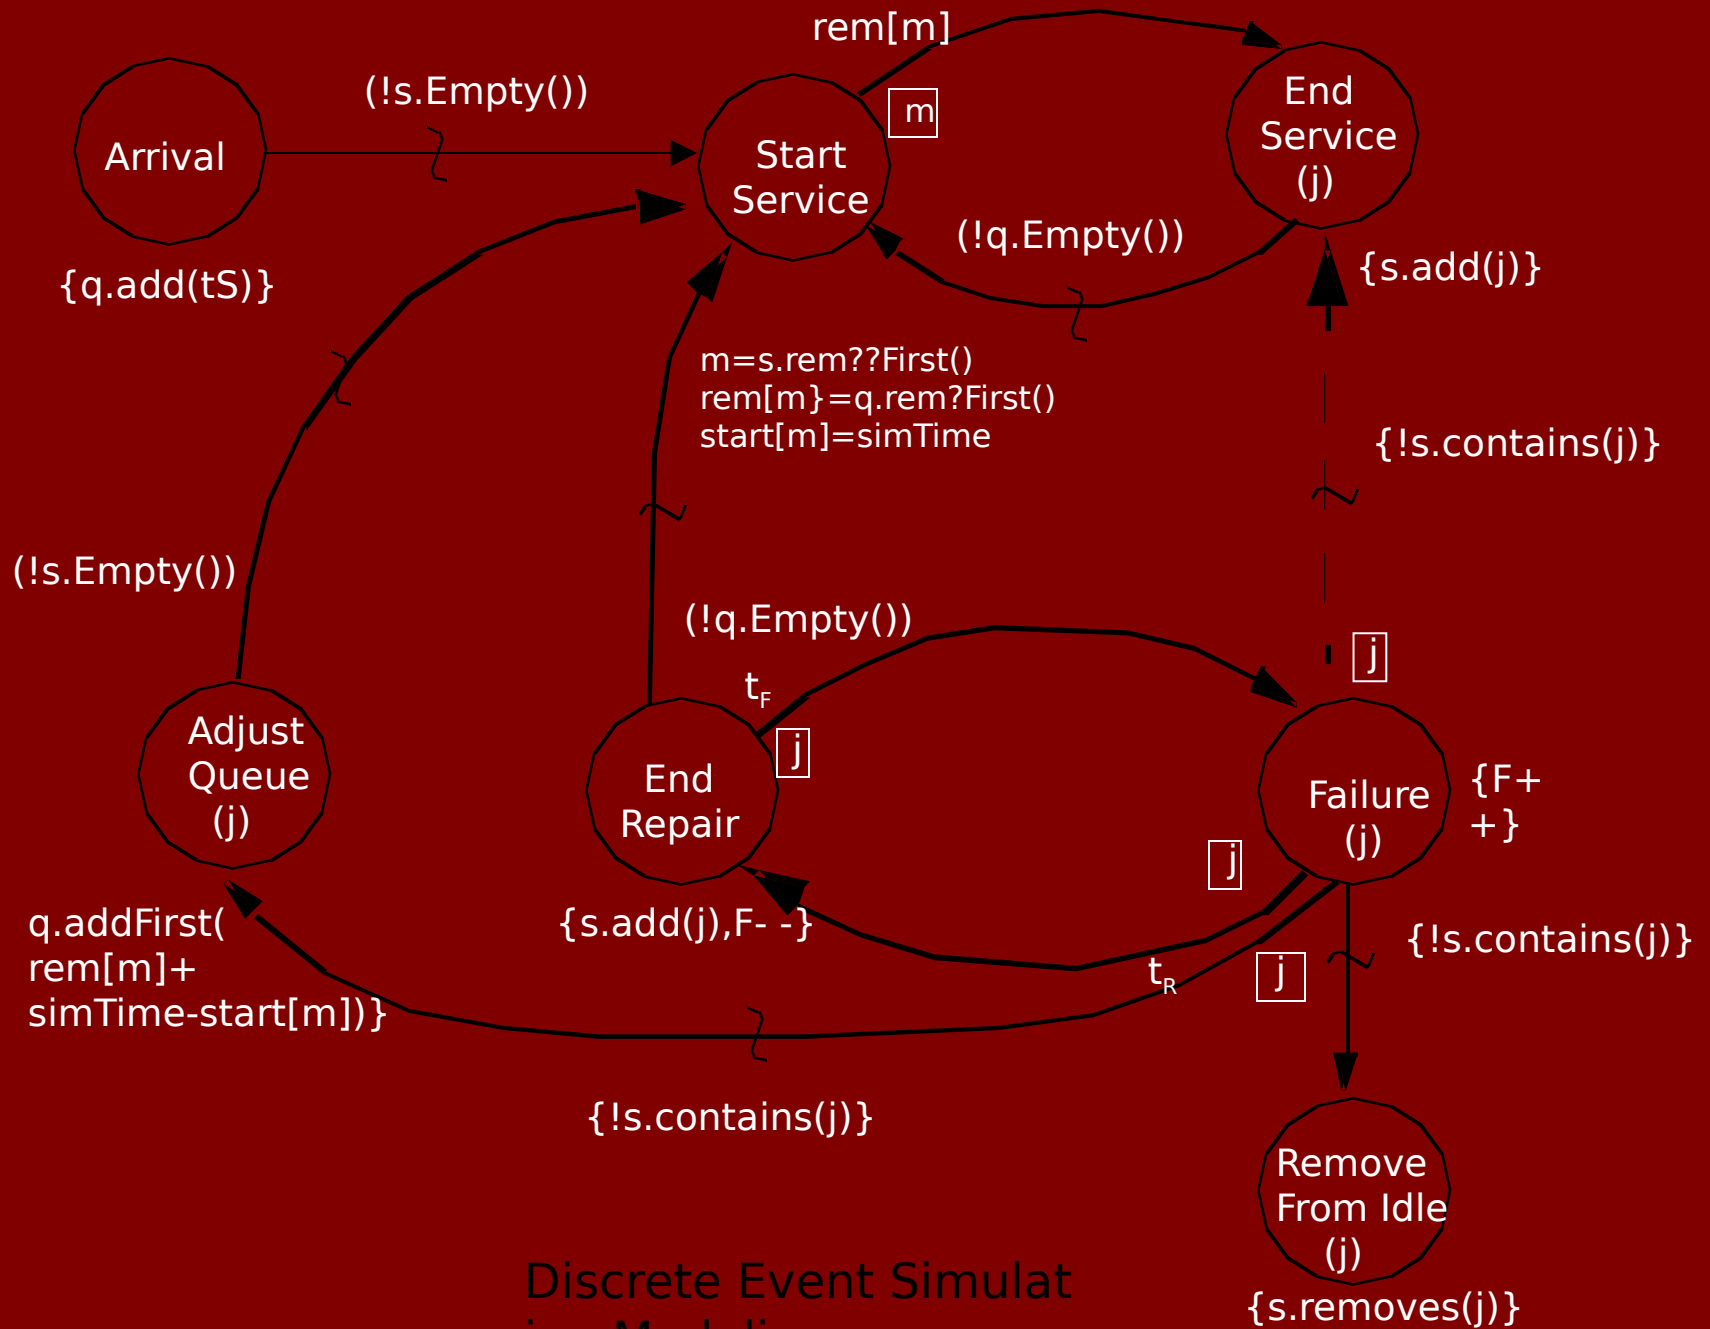 rem[m]
(!s.Empty())
m
End
Service
(j)
Arrival
Start
Service
(!q.Empty())
{s.add(j)}
{q.add(tS)}
m=s.rem??First()
rem[m}=q.rem?First()
start[m]=simTime
{!s.contains(j)}
(!s.Empty())
(!q.Empty())
j
tF
j
Adjust
Queue
(j)
End
Repair
Failure
(j)
{F+
+}
j
q.addFirst(
rem[m]+
simTime-start[m])}
{s.add(j),F- -}
tR
j
{!s.contains(j)}
{!s.contains(j)}
Remove
From Idle
(j)
{s.removes(j)}
Discrete Event Simulat